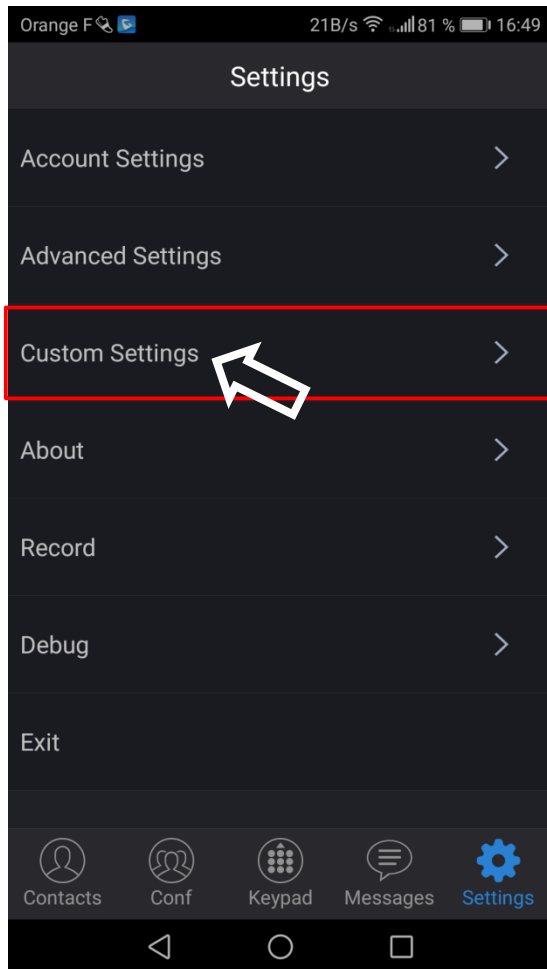 Orange F 21B/s 81 % 16:49
Settings
Account Settings
Advanced Settings
Custom Settings
About
Record
Debug
Exit
Contacts Conf Keypad Messages Settings